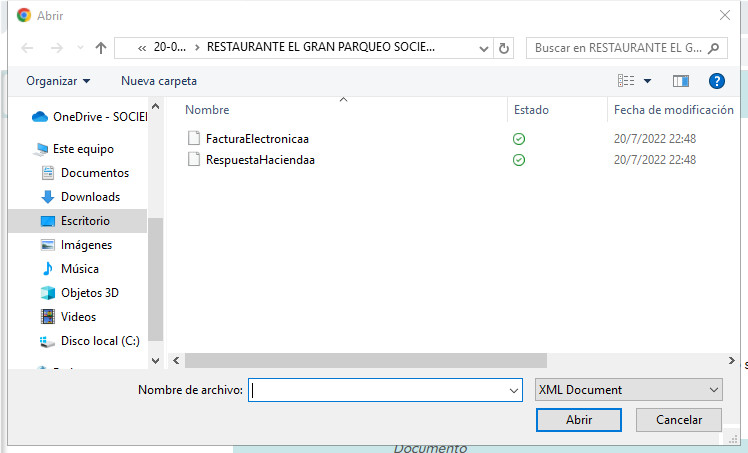 Abrir
« 20-0... > RESTAURANTE EL GRAN PARQUEO SOCIE...
Buscar en RESTAURANTE EL G...
Organizar
Nueva carpeta
?
Nombre
Estado
Fecha de modificación
OneDrive - SOCIE
Este equipo
Documentos
Downloads
Escritorio
Imágenes
Música
Objetos 3D
Videos
Disco local (C:)
FacturaElectronicaa
20/7/2022 22:48
RespuestaHaciendaa
20/7/2022 22:48
Nombre de archivo:
XML Document
Abrir
Cancelar
Documento